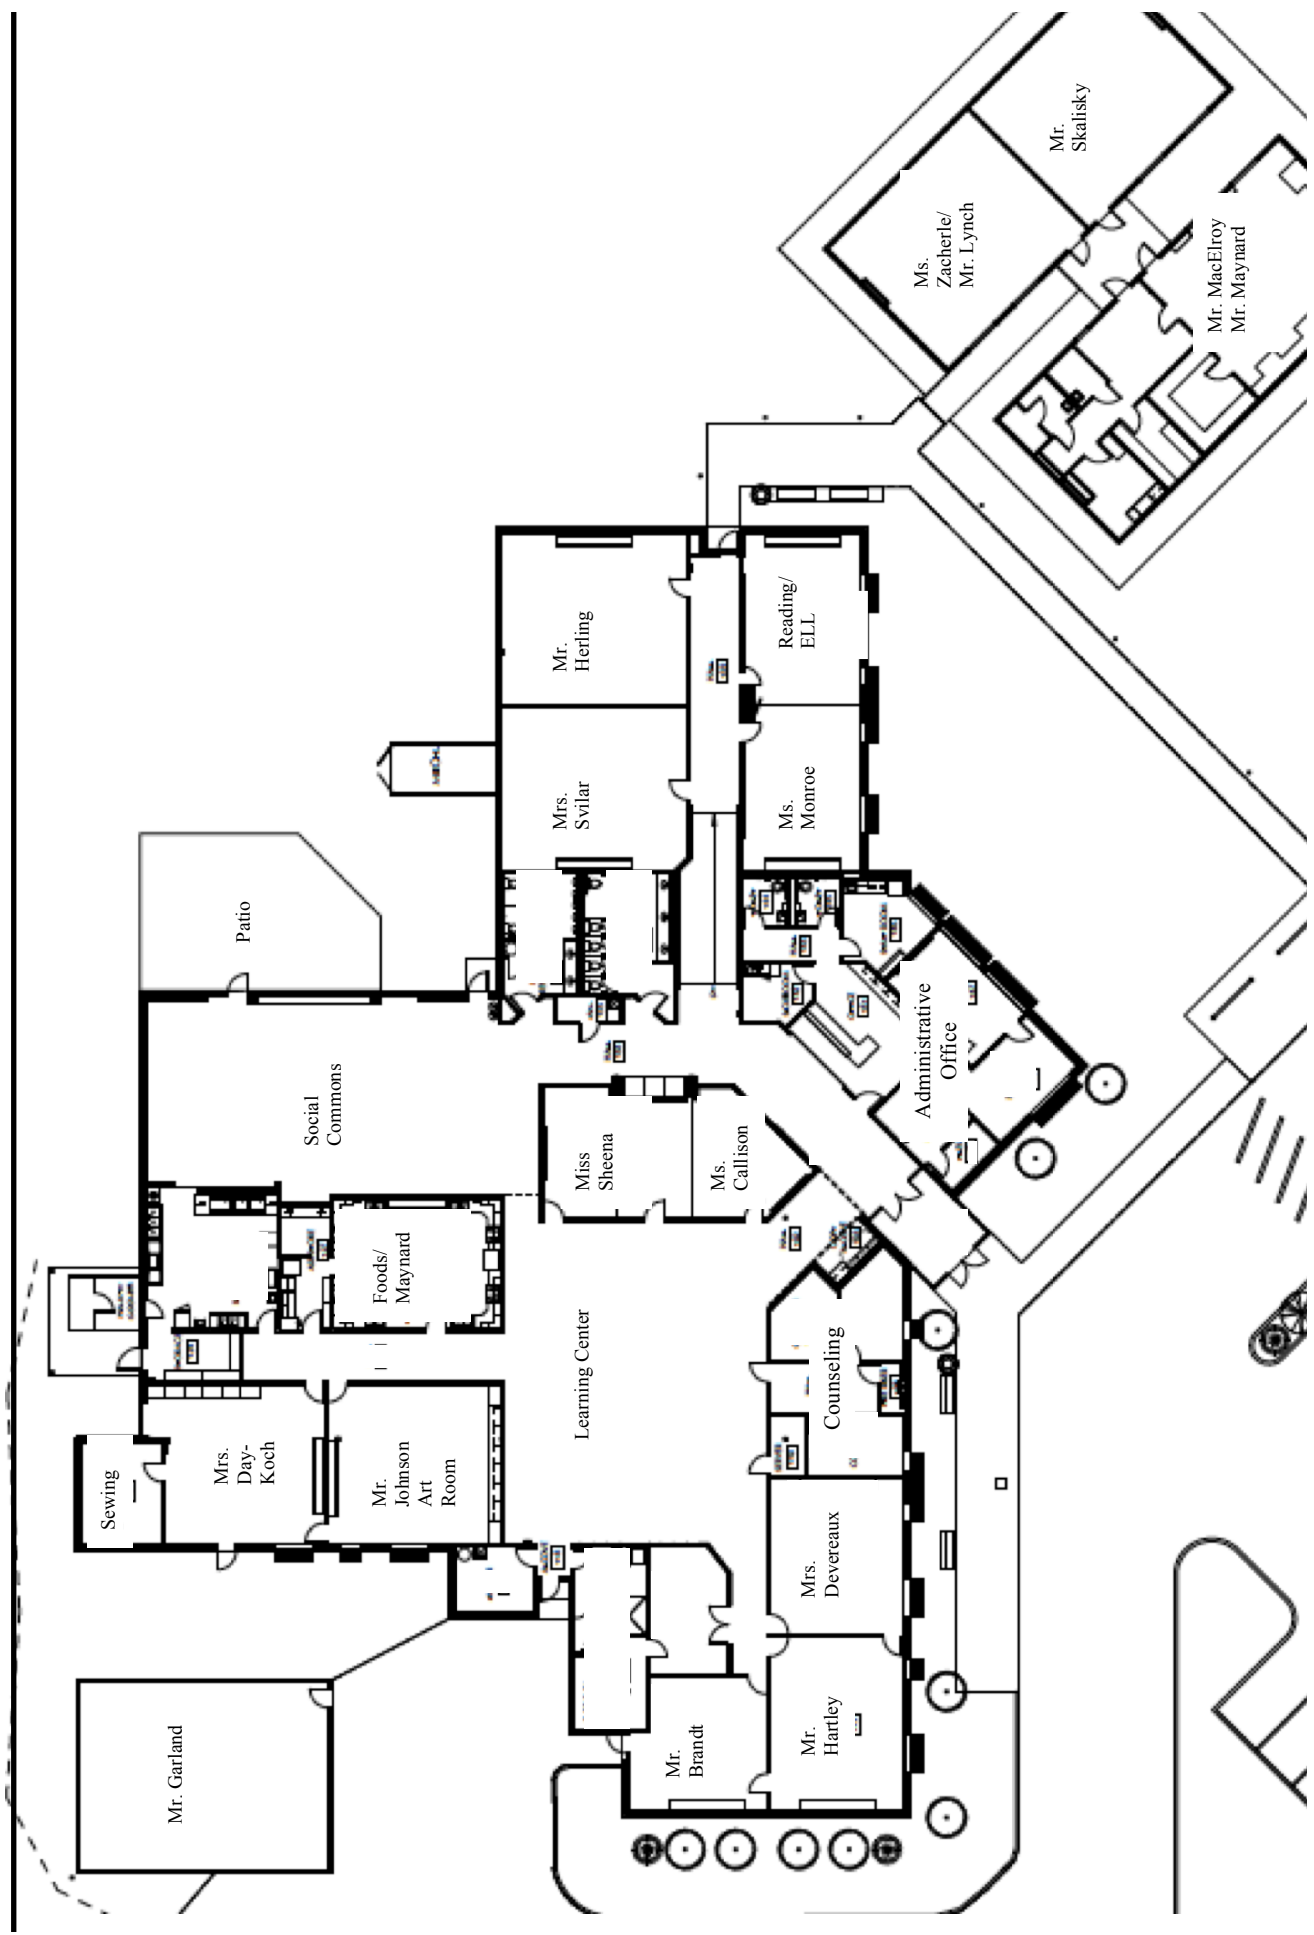 Mr.
Skalisky
Ms.
Zacherle/
Mr. Lynch
Mr. MacElroy
Mr. Maynard
Mr.
Herling
Reading/
ELL
Mrs.
Svilar
Ms.
Monroe
Patio
Administrative
Office
Social
Commons
Miss
Sheena
Ms.
Callison
Foods/
Maynard
Learning Center
Counseling
Sewing
Mrs.
Day-
Koch
Mr.
Johnson
Art
Room
Mrs.
Devereaux
Mr. Garland
Mr.
Brandt
Mr.
Hartley